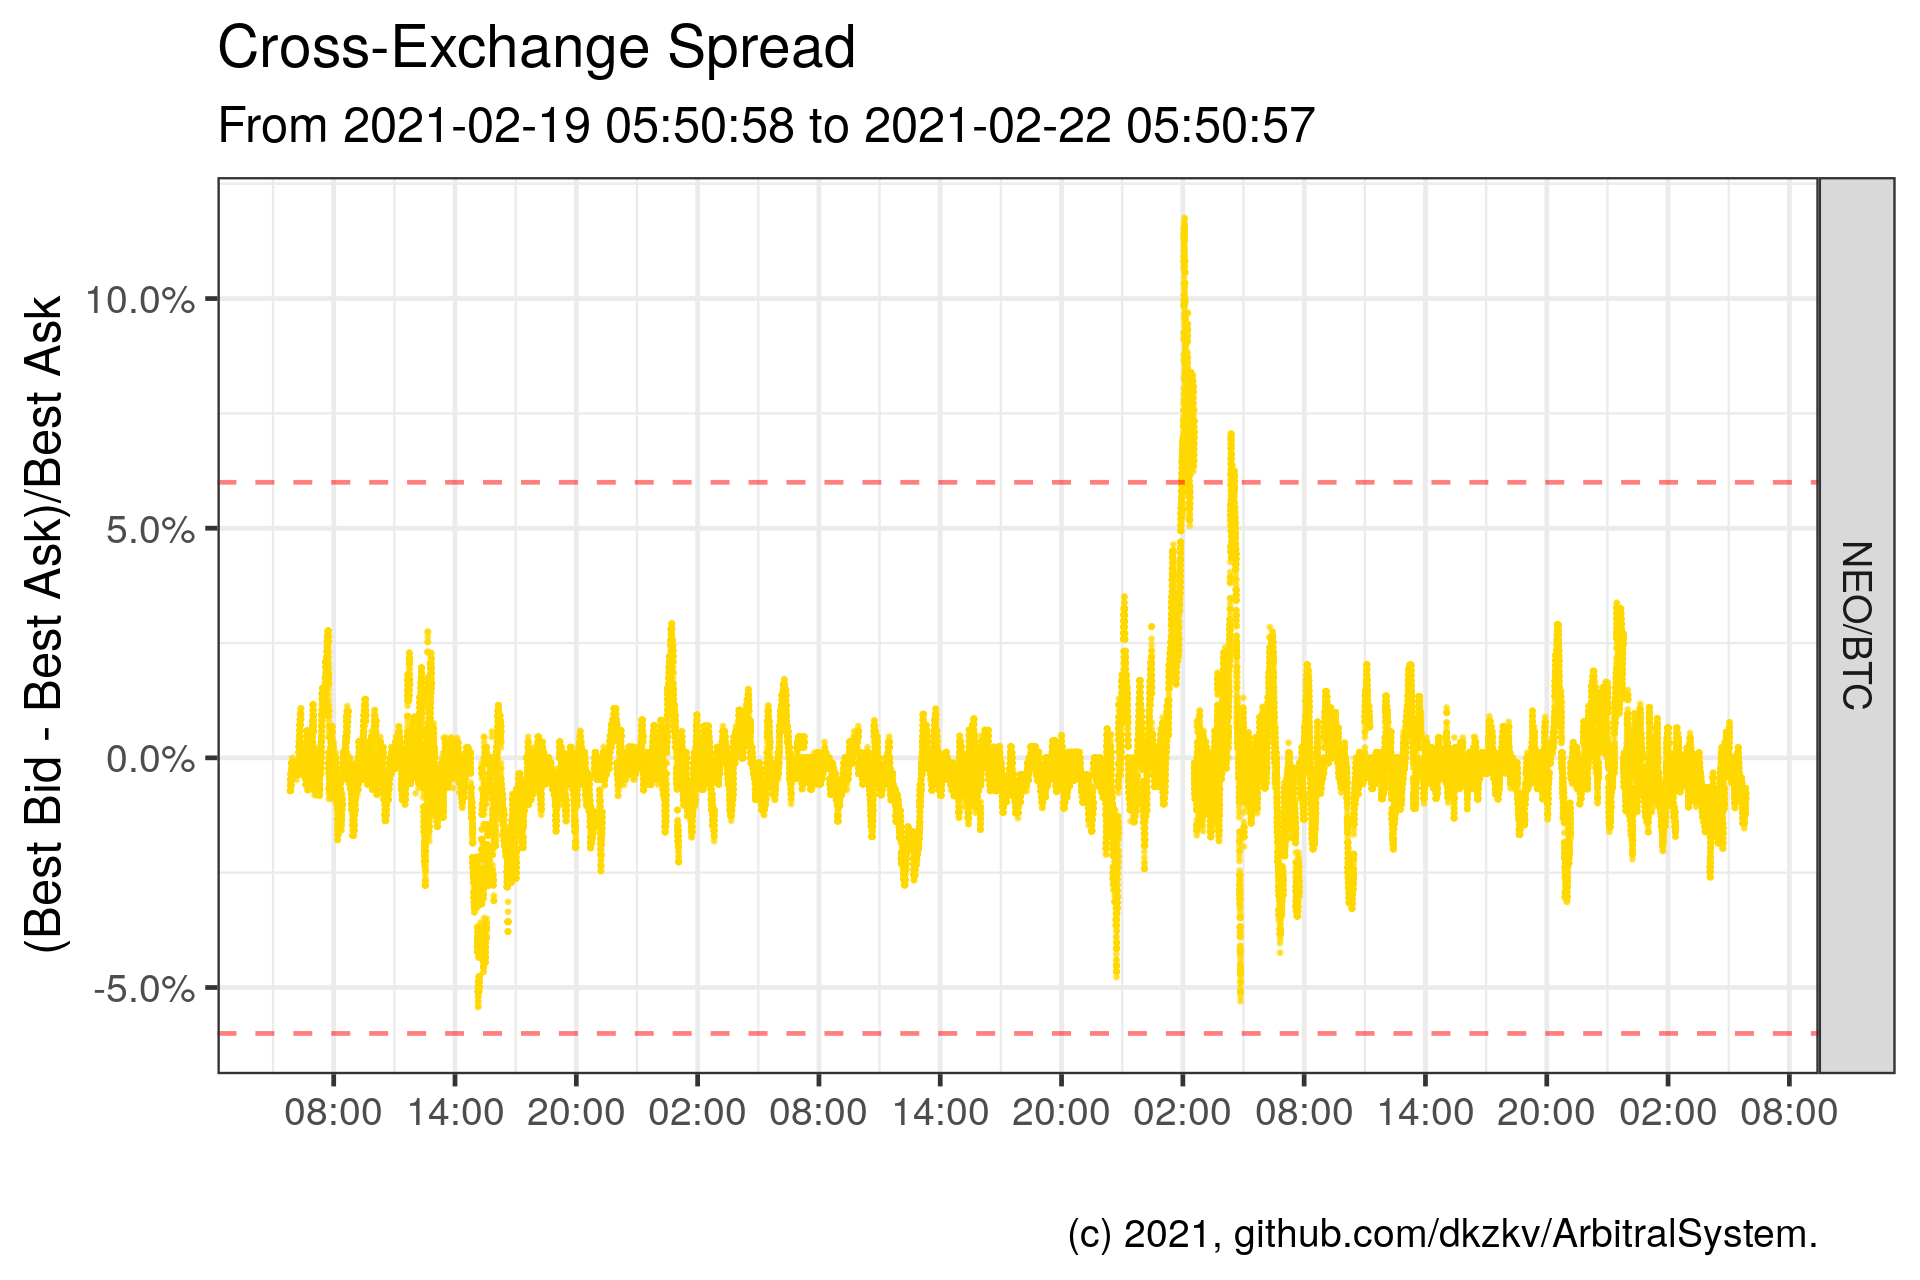 Cross-Exchange Spread
From 2021-02-19 05:50:58 to 2021-02-22 05:50:57
(Best Bid - Best Ask)/Best Ask
10.0%
5.0%
0.0%
-5.0%
NEO/BTC
08:00 14:00 20:00 02:00 08:00 14:00 20:00 02:00 08:00 14:00 20:00 02:00 08:00
(c) 2021, github.com/dkzkv/ArbitralSystem.